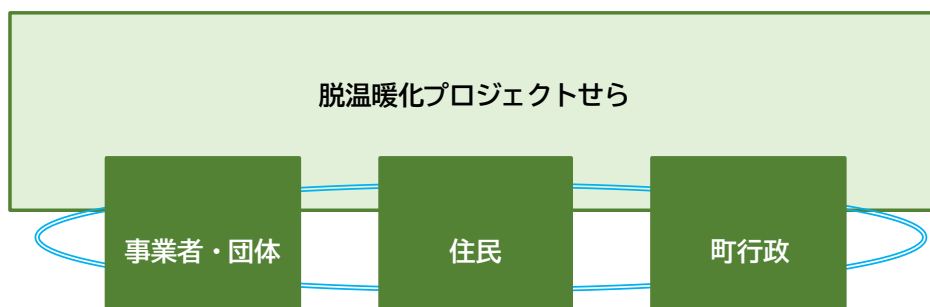 脱温暖化プロジェクトせら
事業者・団体
住民
町行政